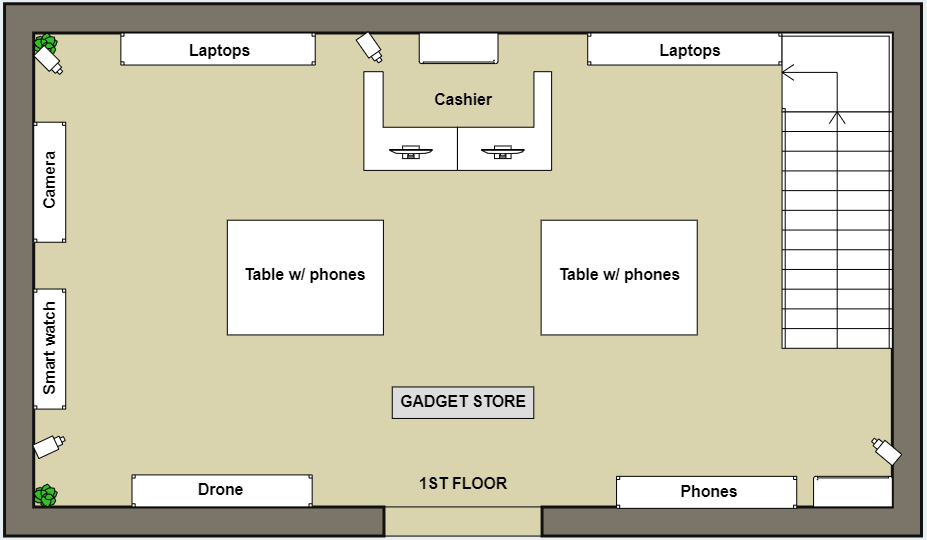 Laptops
Laptops
Cashier
Camera
Table w/ phones
Table w/ phones
Smart watch
GADGET STORE
1ST FLOOR
Drone
Phones